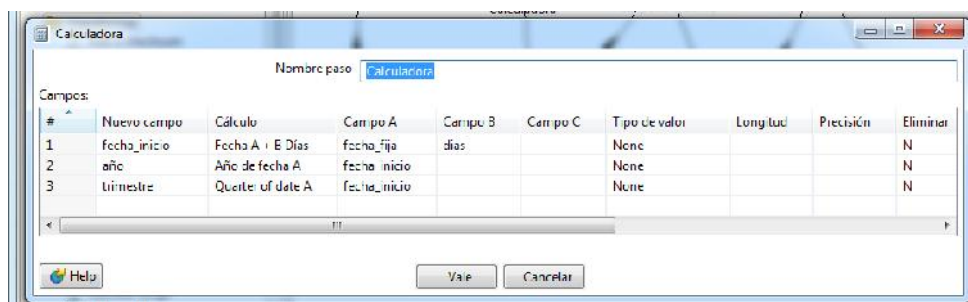 Calculadora
Nombre paso Calculadora
Campos:
# Nuevo campo Cálculo Campo A Campo B Campo C Tipo de valor Longitud Precisión Eliminar
1 fecha_inicio Fecha A + B Días fecha_fija dias None N
2 año Año de fecha A fecha_inicio None N
3 trimestre Quarter of date A fecha_inicio None N
Help Vale Cancelar